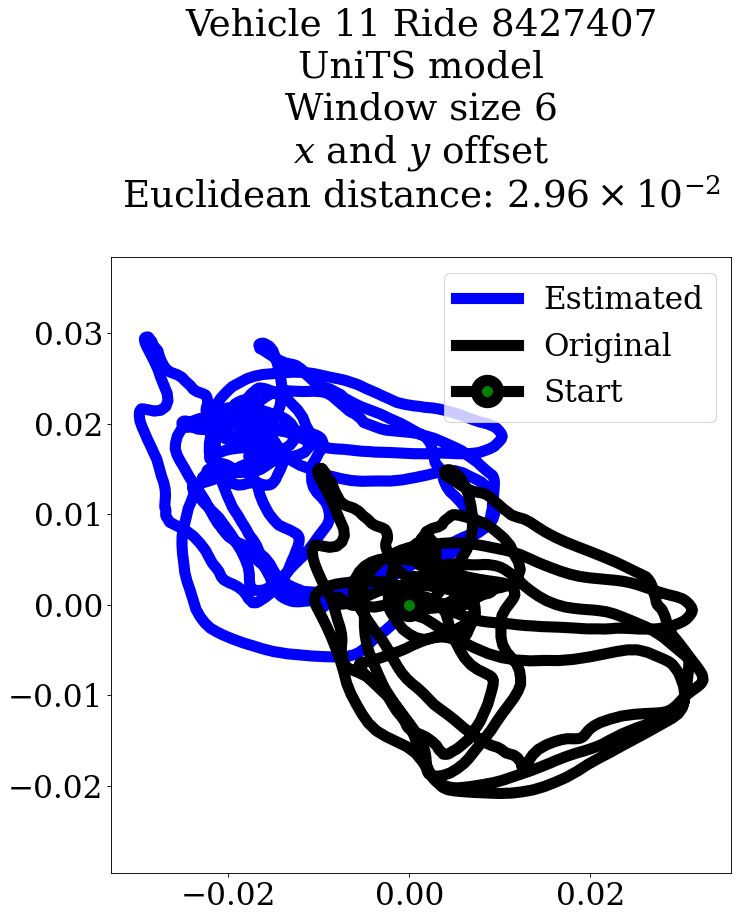 Vehicle 11 Ride 8427407
UniTS model
Window size 6
x and y offset
Euclidean distance: 2.96 × 10⁻²
Estimated
Original
Start
0.03
0.02
0.01
0.00
−0.01
−0.02
−0.02 0.00 0.02